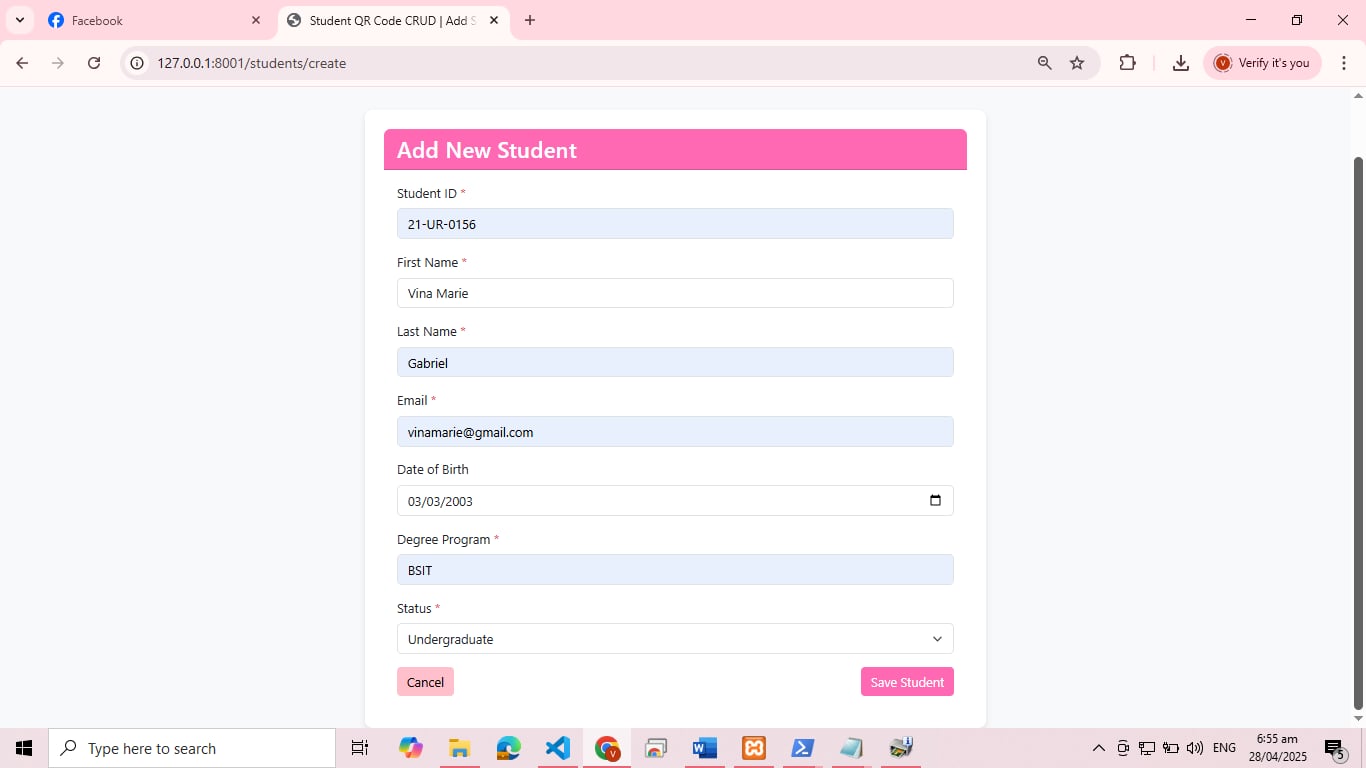 Facebook
Student QR Code CRUD | Add S
127.0.0.1:8001/students/create
Verify it's you
Add New Student
Student ID *
21-UR-0156
First Name *
Vina Marie
Last Name *
Gabriel
Email *
vinamarie@gmail.com
Date of Birth
03/03/2003
Degree Program *
BSIT
Status *
Undergraduate
Cancel
Save Student
Type here to search
ENG
6:55 am
28/04/2025
5